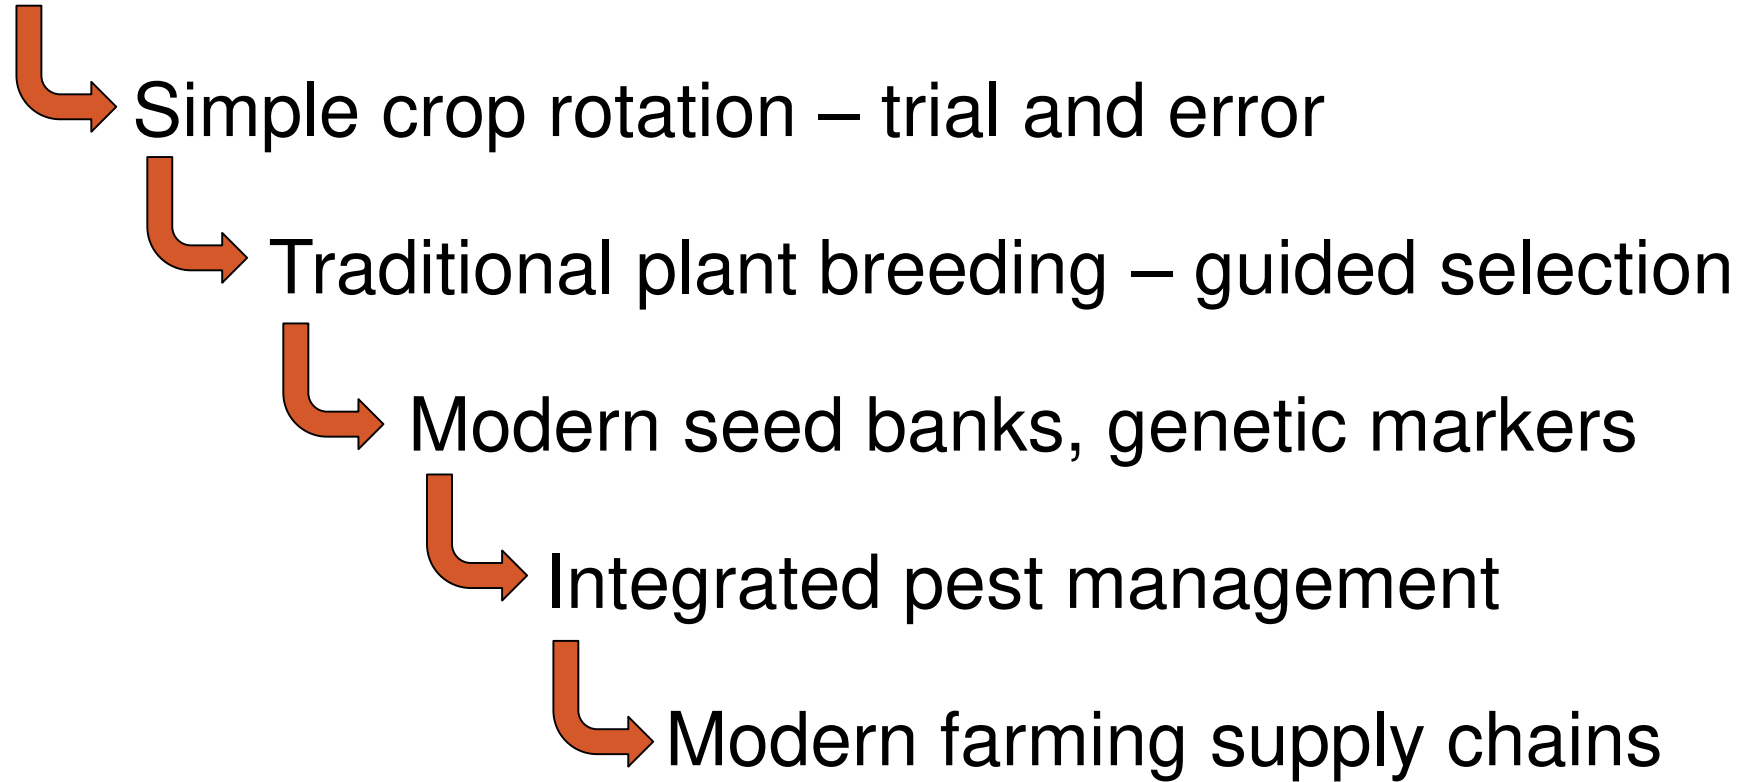 Simple crop rotation – trial and error
Traditional plant breeding – guided selection
Modern seed banks, genetic markers
Integrated pest management
Modern farming supply chains